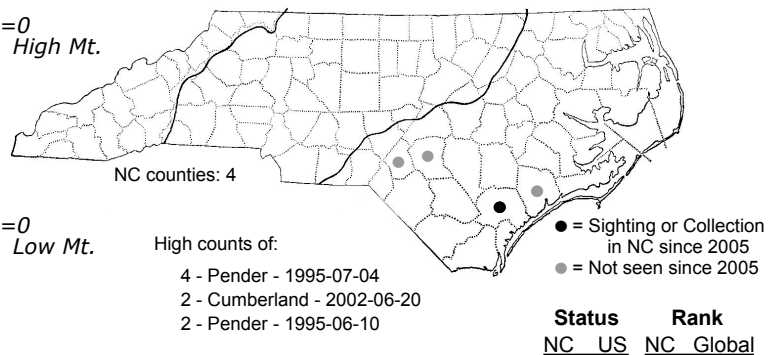 =0
High Mt.
NC counties: 4
=0
Low Mt.
High counts of:
4 - Pender - 1995-07-04
2 - Cumberland - 2002-06-20
2 - Pender - 1995-06-10
= Sighting or Collection
in NC since 2005
= Not seen since 2005
Status Rank
NC US NC Global